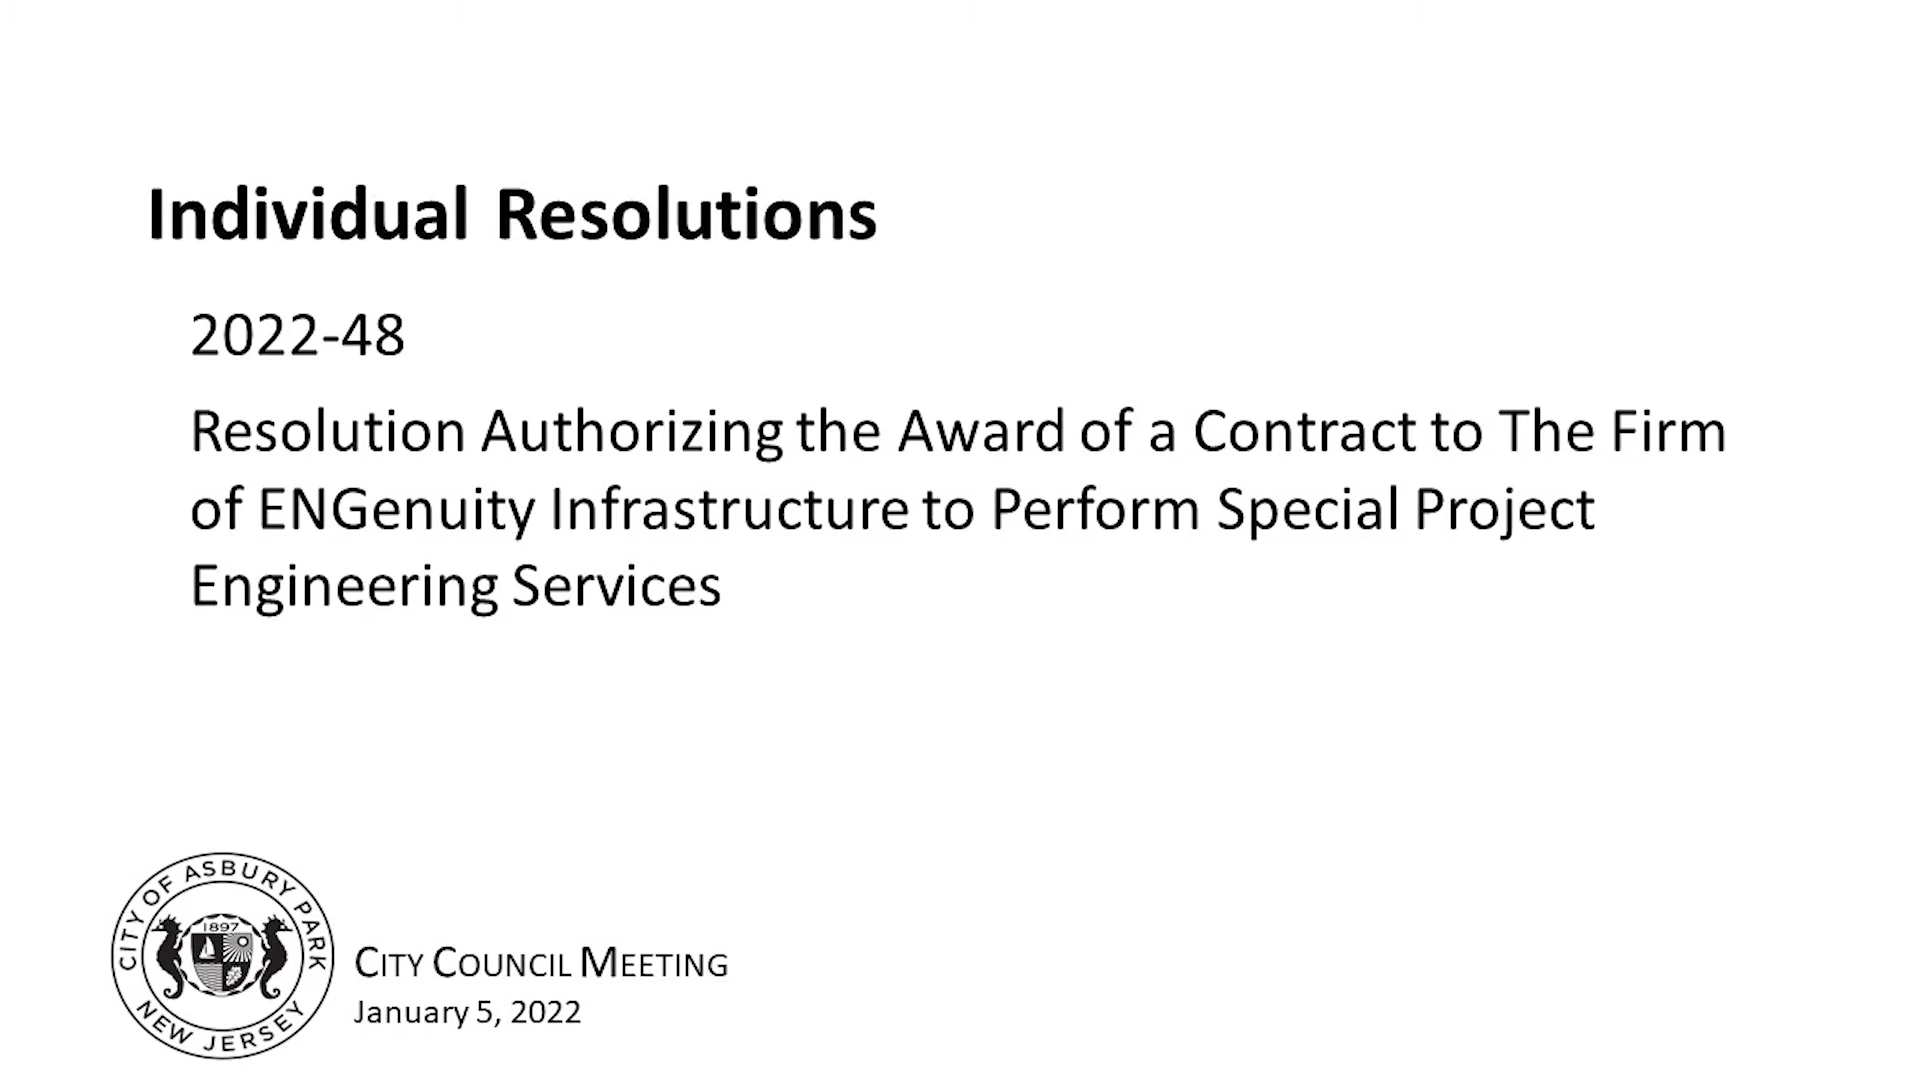 Individual Resolutions
2022-48
Resolution Authorizing the Award of a Contract to The Firm
of ENGenuity Infrastructure to Perform Special Project
Engineering Services
CITY OF ASBURY PARK
1897
NEW JERSEY
CITY COUNCIL MEETING
January 5, 2022